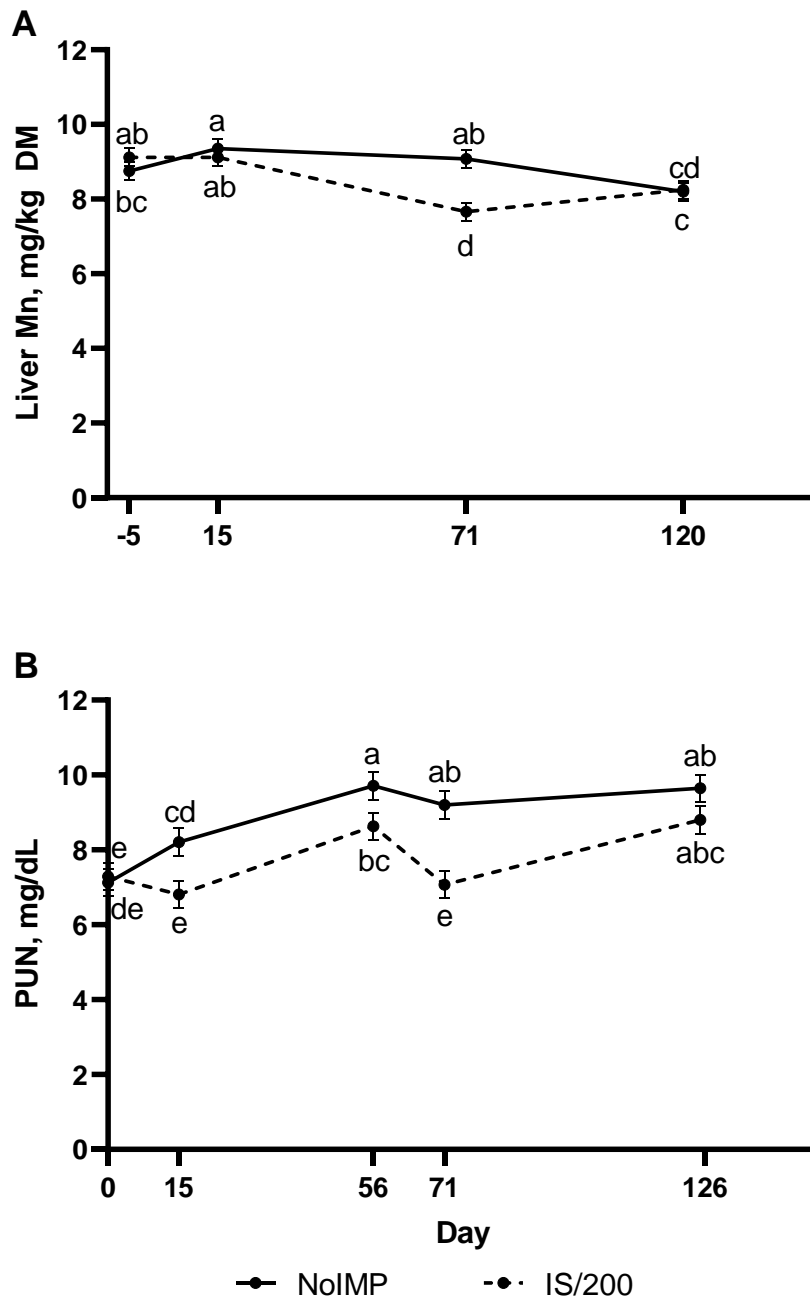 A
12
10
8
6
4
2
0
Liver Mn, mg/kg DM
ab
a
ab
cd
bc
ab
d
c
-5 15 71 120
B
12
10
8
6
4
2
0
PUN, mg/dL
e
cd
a
ab
ab
de
e
bc
e
abc
0 15 56 71 126
Day
NoIMP IS/200